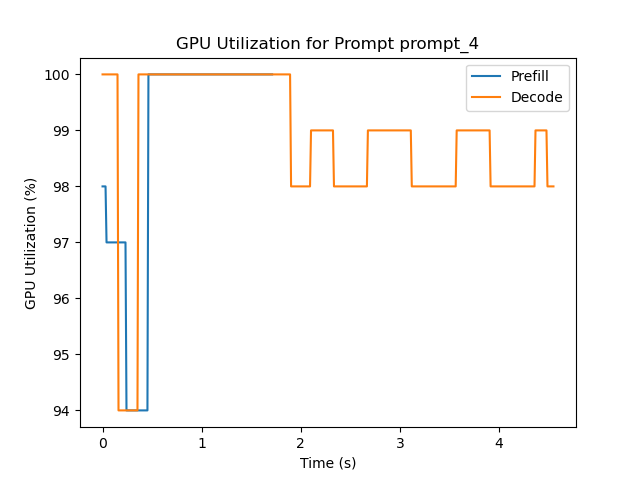 GPU Utilization for Prompt prompt_4
Prefill
Decode
100
99
98
97
96
95
94
GPU Utilization (%)
0 1 2 3 4
Time (s)